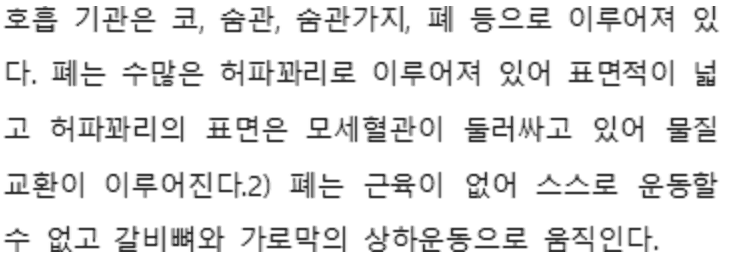 호흡 기관은 코, 숨관, 숨관가지, 폐 등으로 이루어져 있
다. 폐는 수많은 허파꽈리로 이루어져 있어 표면적이 넓
고 허파꽈리의 표면은 모세혈관이 둘러싸고 있어 물질
교환이 이루어진다.2) 폐는 근육이 없어 스스로 운동할
수 없고 갈비뼈와 가로막의 상하운동으로 움직인다.